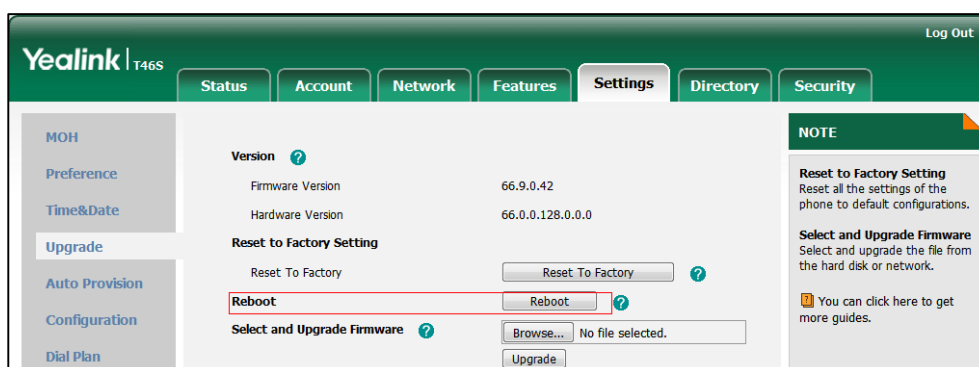 Log Out
Yealink | T46S
Status Account Network Features Settings Directory Security
MOH
Preference
Time&Date
Upgrade
Auto Provision
Configuration
Dial Plan
Version ?
Firmware Version 66.9.0.42
Hardware Version 66.0.0.128.0.0.0
Reset to Factory Setting
Reset To Factory Reset To Factory ?
Reboot Reboot ?
Select and Upgrade Firmware ? Browse... No file selected.
Upgrade
NOTE
Reset to Factory Setting
Reset all the settings of the
phone to default configurations.
Select and Upgrade Firmware
Select and upgrade the file from
the hard disk or network.
? You can click here to get
more guides.